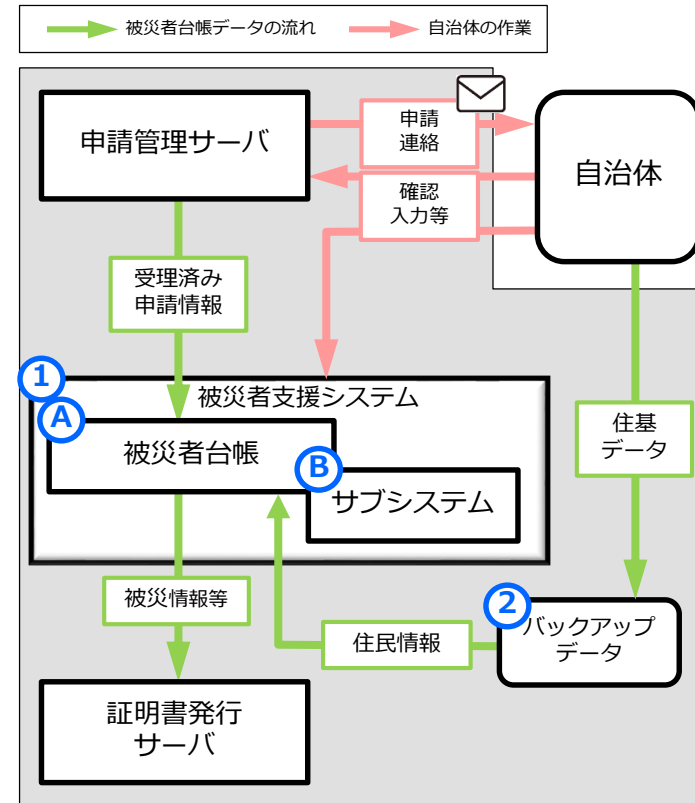 被災者台帳データの流れ
自治体の作業
申請管理サーバ
申請
連絡
確認
入力等
自治体
受理済み
申請情報
1
被災者支援システム
A
被災者台帳
B
サブシステム
住基
データ
被災情報等
住民情報
2
バックアップ
データ
証明書発行
サーバ